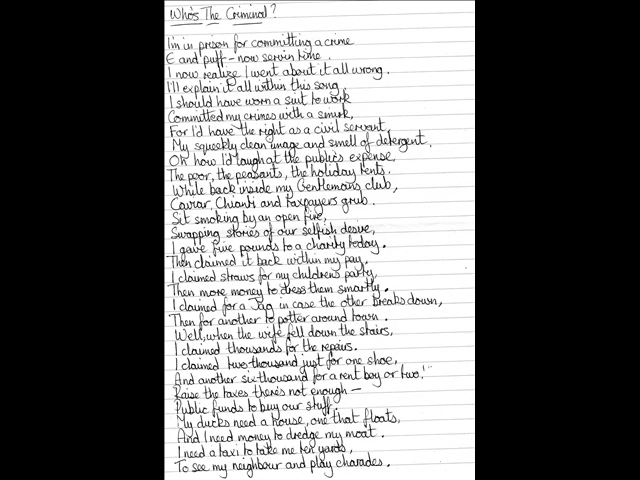 Who's The Criminal?
I'm in prison for committing a crime
E and puff – now servin time.
I now realize I went about it all wrong.
I'll explain it all within this song.
I should have worn a suit to work
Committed my crimes with a smirk,
For I'd have the right as a civil servant,
My squeekly clean image and smell of detergent.
Oh how I'd laugh at the public's expense,
The poor, the peasants, the holiday tents.
While back inside my Gentlemans club,
Caviar, Chianti and taxpayers grub.
Sit smoking by an open fire,
Swapping stories of our selfish desire,
I gave five pounds to a charity today.
Then claimed it back within my pay.
I claimed straws for my childrens party,
Then more money to dress them smartly.
I claimed for a Jag in case the other breaks down,
Then for another to potter around town.
Well, when the wife fell down the stairs,
I claimed thousands for the repairs.
I claimed two thousand just for one shoe,
And another six thousand for a rent boy or two!
Raise the taxes there's not enough –
Public funds to buy our stuff.
My ducks need a house, one that floats,
And I need money to dredge my moat.
I need a taxi to take me ten yards,
To see my neighbour and play charades.